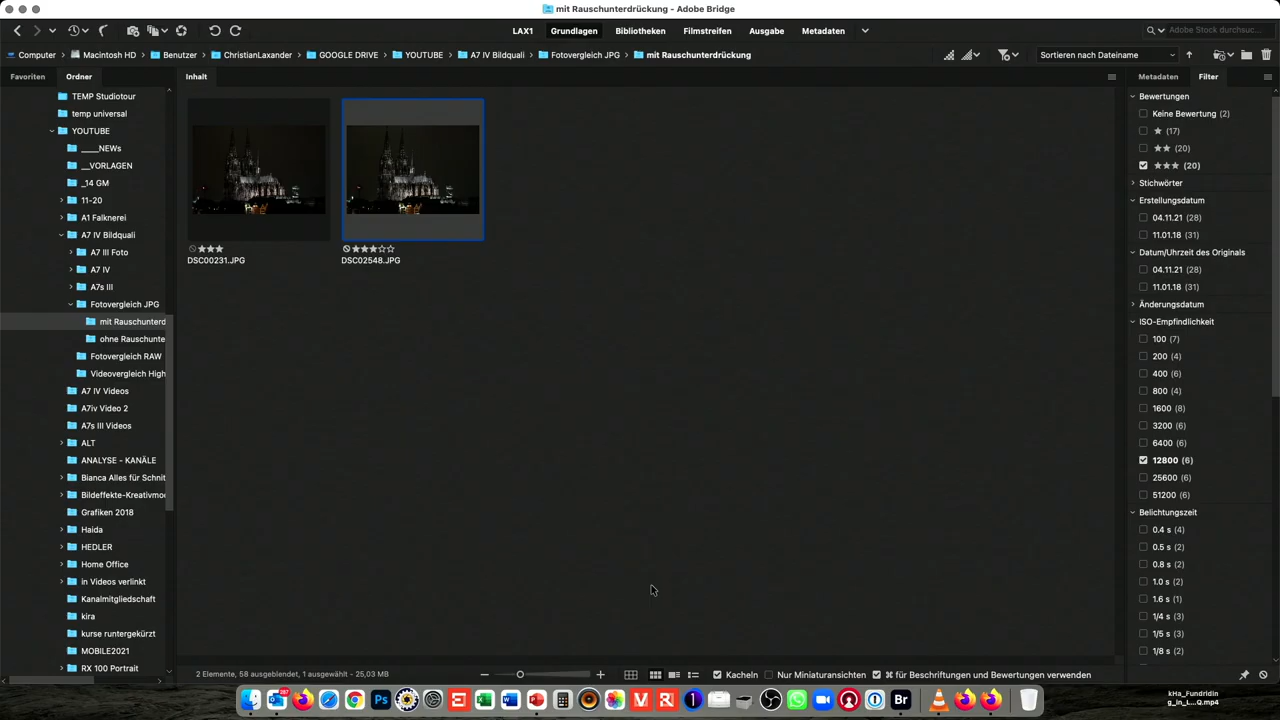 mit Rauschunterdrückung - Adobe Bridge
LAX1 Grundlagen Bibliotheken Filmstreifen Ausgabe Metadaten
Adobe Stock durchsuc...
Computer Macintosh HD Benutzer ChristianLaxander GOOGLE DRIVE YOUTUBE A7 IV Bildquali Fotovergleich JPG mit Rauschunterdrückung
Sortieren nach Dateiname
Favoriten Ordner
Inhalt
Metadaten Filter
TEMP Studiotour
temp universal
YOUTUBE
____NEWs
__VORLAGEN
_14 GM
11-20
A1 Falknerei
A7 IV Bildquali
A7 III Foto
A7 IV
A7s III
Fotovergleich JPG
mit Rauschunterd
ohne Rauschunte
Fotovergleich RAW
Videovergleich High
A7 IV Videos
A7iv Video 2
A7s III Videos
ALT
ANALYSE - KANÄLE
Bianca Alles für Schnit
Bildeffekte-Kreativmod
Grafiken 2018
Haida
HEDLER
Home Office
in Videos verlinkt
Kanalmitgliedschaft
kira
kurse runtergekürzt
MOBILE2021
RX 100 Portrait
DSC00231.JPG
DSC02548.JPG
Bewertungen
Keine Bewertung (2)
★ (17)
★★ (20)
★★★ (20)
Stichwörter
Erstellungsdatum
04.11.21 (28)
11.01.18 (31)
Datum/Uhrzeit des Originals
04.11.21 (28)
11.01.18 (31)
Änderungsdatum
ISO-Empfindlichkeit
100 (7)
200 (4)
400 (6)
800 (4)
1600 (8)
3200 (6)
6400 (6)
12800 (6)
25600 (6)
51200 (6)
Belichtungszeit
0.4 s (4)
0.5 s (2)
0.8 s (2)
1.0 s (2)
1.6 s (1)
1/4 s (3)
1/5 s (3)
1/8 s (2)
2 Elemente, 58 ausgeblendet, 1 ausgewählt - 25,03 MB
Kacheln Nur Miniaturansichten ⌘ für Beschriftungen und Bewertungen verwenden
Ps
Br
kHa_Fundridin
g_in_L...Q.mp4